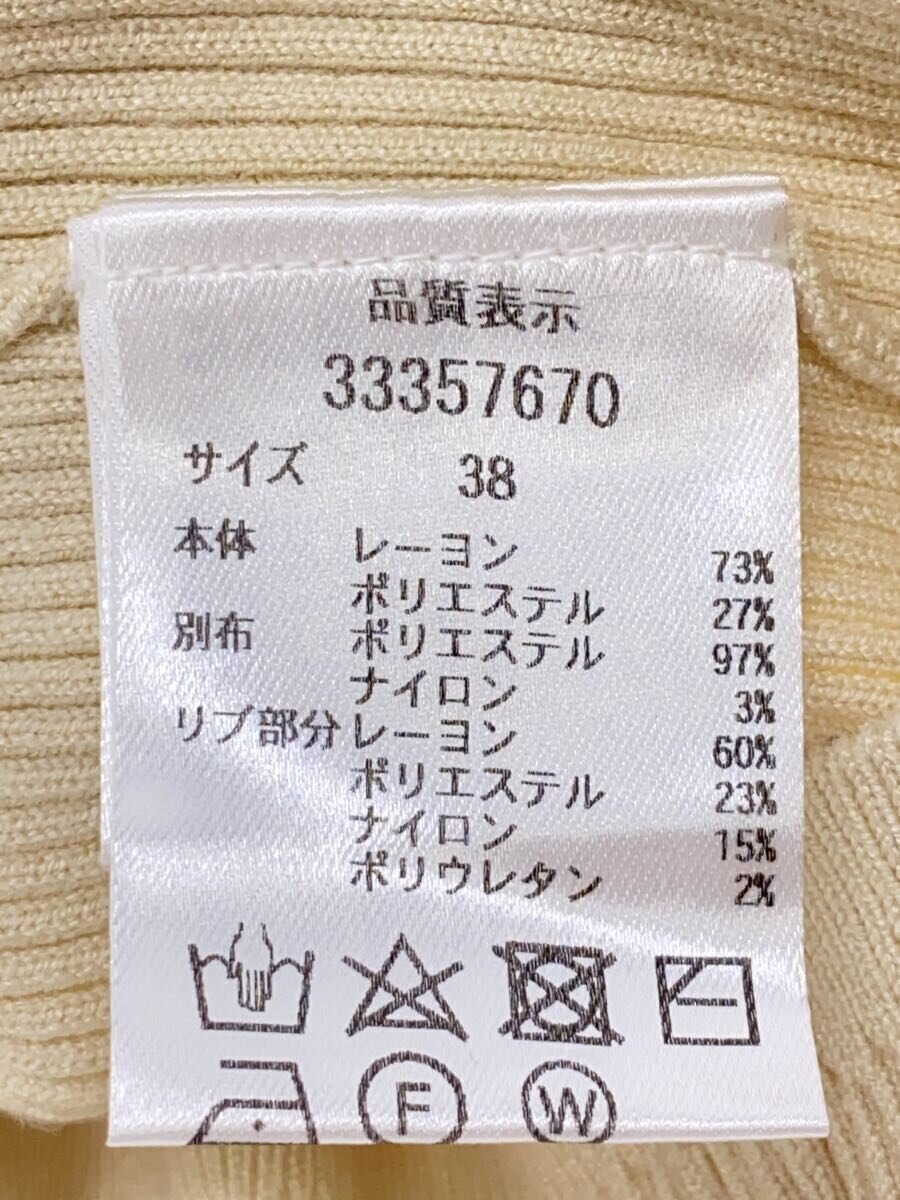 品質表示
33357670
サイズ 38
本体 レーヨン 73%
ポリエステル 27%
別布 ポリエステル 97%
ナイロン 3%
リブ部分 レーヨン 60%
ポリエステル 23%
ナイロン 15%
ポリウレタン 2%
F W